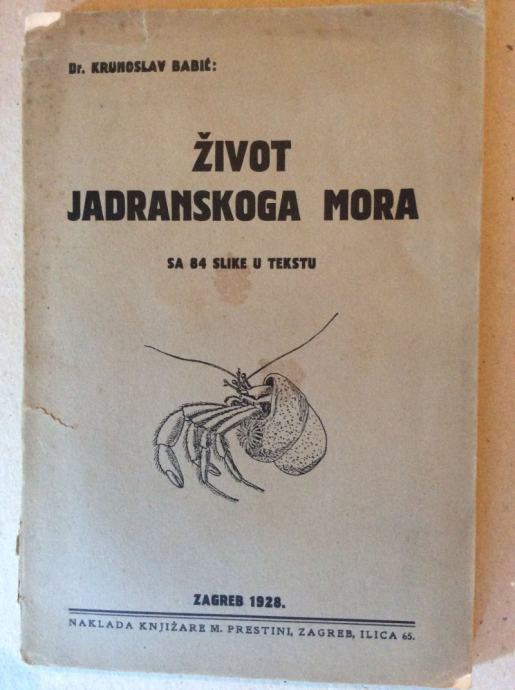 Dr. KRUNOSLAV BABIĆ:
ŽIVOT
JADRANSKOGA MORA
SA 84 SLIKE U TEKSTU
ZAGREB 1928.
NAKLADA KNJIŽARE M. PRESTINI, ZAGREB, ILICA 65.